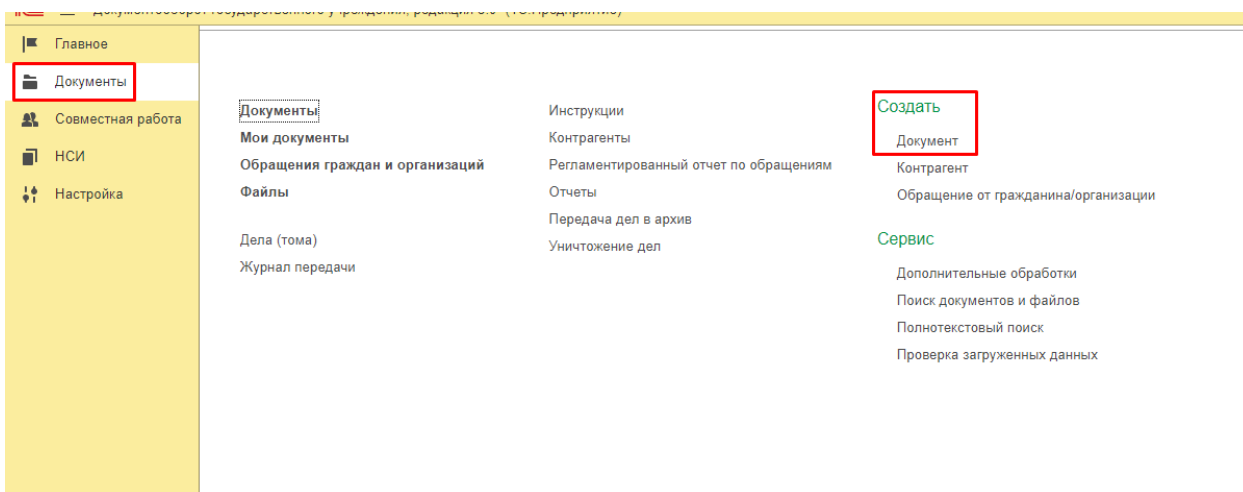 Главное
Документы
Совместная работа
НСИ
Настройка
Документы
Мои документы
Обращения граждан и организаций
Файлы
Дела (тома)
Журнал передачи
Инструкции
Контрагенты
Регламентированный отчет по обращениям
Отчеты
Передача дел в архив
Уничтожение дел
Создать
Документ
Контрагент
Обращение от гражданина/организации
Сервис
Дополнительные обработки
Поиск документов и файлов
Полнотекстовый поиск
Проверка загруженных данных